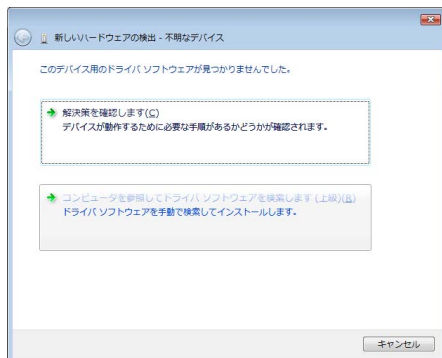 新しいハードウェアの検出 - 不明なデバイス
このデバイス用のドライバ ソフトウェアが見つかりませんでした。
解決策を確認します(C)
デバイスが動作するために必要な手順があるかどうかが確認されます。
コンピュータを参照してドライバ ソフトウェアを検索します (上級)(R)
ドライバ ソフトウェアを手動で検索してインストールします。
キャンセル